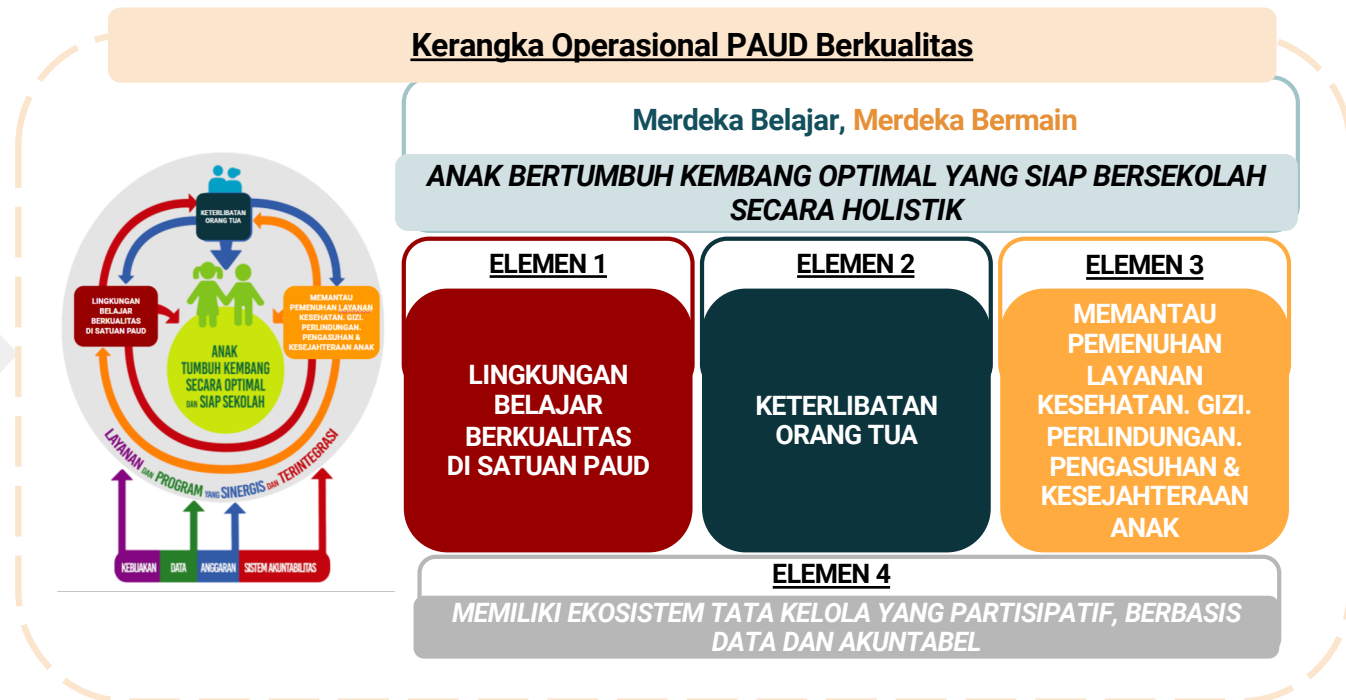 Kerangka Operasional PAUD Berkualitas
Merdeka Belajar, Merdeka Bermain
ANAK BERTUMBUH KEMBANG OPTIMAL YANG SIAP BERSEKOLAH
SECARA HOLISTIK
KETERLIBATAN
ORANG TUA
LINGKUNGAN
BELAJAR
BERKUALITAS
DI SATUAN PAUD
MEMANTAU
PEMENUHAN LAYANAN
KESEHATAN. GIZI.
PERLINDUNGAN.
PENGASUHAN &
KESEJAHTERAAN ANAK
ANAK
TUMBUH KEMBANG
SECARA OPTIMAL
DAN SIAP SEKOLAH
LAYANAN DAN PROGRAM YANG SINERGIS DAN TERINTEGRASI
KEBIJAKAN DATA ANGGARAN SISTEM AKUNTABILITAS
ELEMEN 1
LINGKUNGAN
BELAJAR
BERKUALITAS
DI SATUAN PAUD
ELEMEN 2
KETERLIBATAN
ORANG TUA
ELEMEN 3
MEMANTAU
PEMENUHAN
LAYANAN
KESEHATAN. GIZI.
PERLINDUNGAN.
PENGASUHAN &
KESEJAHTERAAN
ANAK
ELEMEN 4
MEMILIKI EKOSISTEM TATA KELOLA YANG PARTISIPATIF, BERBASIS
DATA DAN AKUNTABEL